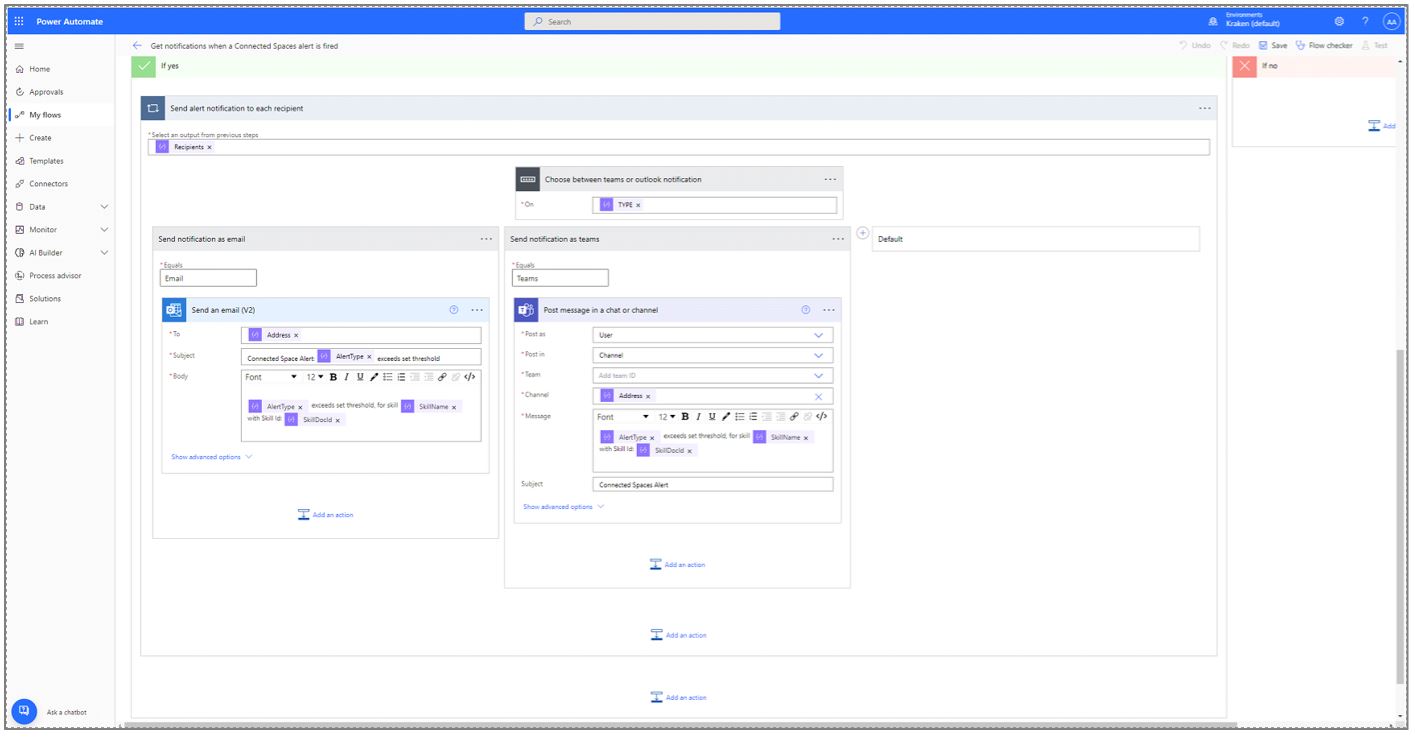 Power Automate
Search
Environments
Kraken (default)
AA
Get notifications when a Connected Spaces alert is fired
Undo
Redo
Save
Flow checker
Test
Home
Approvals
My flows
Create
Templates
Connectors
Data
Monitor
AI Builder
Process advisor
Solutions
Learn
Ask a chatbot
If yes
If no
Add
Send alert notification to each recipient
*Select an output from previous steps
Recipients ×
Choose between teams or outlook notification
*On
TYPE ×
Send notification as email
*Equals
Email
Send an email (V2)
*To
Address ×
*Subject
Connected Space Alert: AlertType × exceeds set threshold
*Body
Font 12 B I U </>
AlertType × exceeds set threshold, for skill SkillName ×
with Skill Id: SkillDocId ×
Show advanced options
Add an action
Send notification as teams
*Equals
Teams
Post message in a chat or channel
*Post as
User
*Post in
Channel
*Team
Add team ID
*Channel
Address ×
*Message
Font 12 B I U </>
AlertType × exceeds set threshold, for skill SkillName ×
with Skill Id: SkillDocId ×
Subject
Connected Spaces Alert
Show advanced options
Add an action
Default
Add an action
Add an action